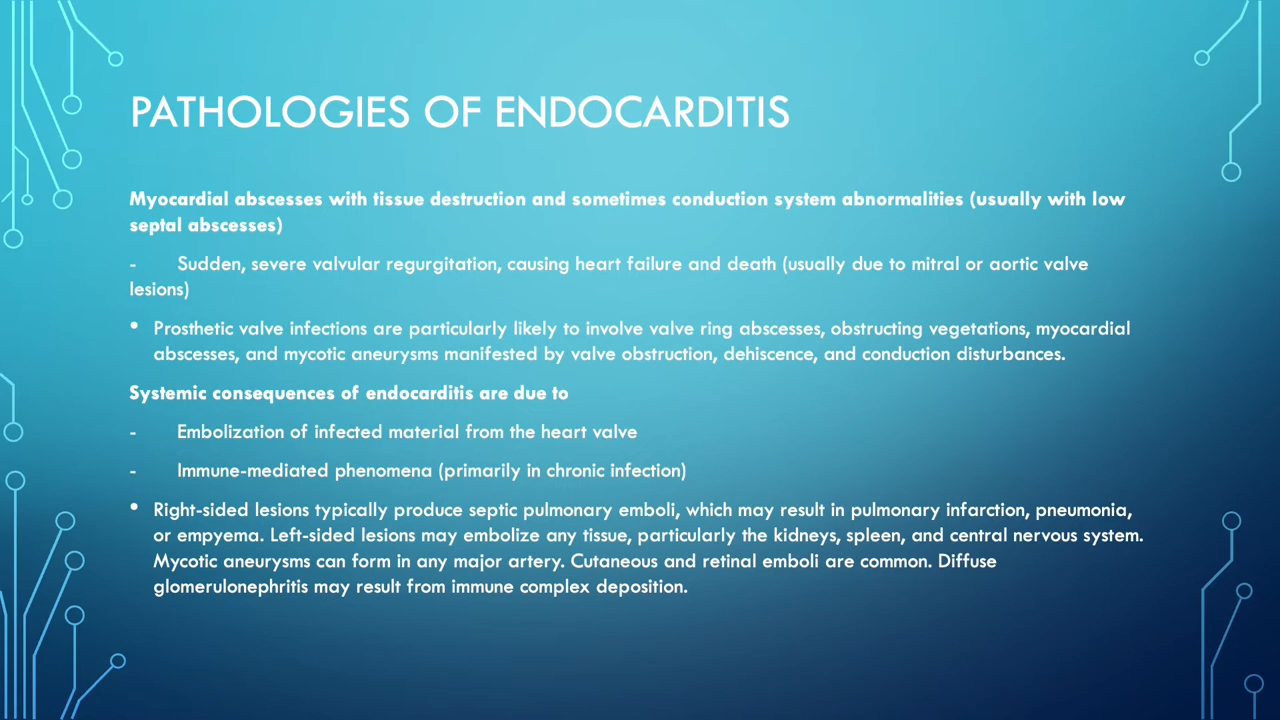 PATHOLOGIES OF ENDOCARDITIS
Myocardial abscesses with tissue destruction and sometimes conduction system abnormalities (usually with low
septal abscesses)
- Sudden, severe valvular regurgitation, causing heart failure and death (usually due to mitral or aortic valve
lesions)
• Prosthetic valve infections are particularly likely to involve valve ring abscesses, obstructing vegetations, myocardial
abscesses, and mycotic aneurysms manifested by valve obstruction, dehiscence, and conduction disturbances.
Systemic consequences of endocarditis are due to
- Embolization of infected material from the heart valve
- Immune-mediated phenomena (primarily in chronic infection)
• Right-sided lesions typically produce septic pulmonary emboli, which may result in pulmonary infarction, pneumonia,
or empyema. Left-sided lesions may embolize any tissue, particularly the kidneys, spleen, and central nervous system.
Mycotic aneurysms can form in any major artery. Cutaneous and retinal emboli are common. Diffuse
glomerulonephritis may result from immune complex deposition.